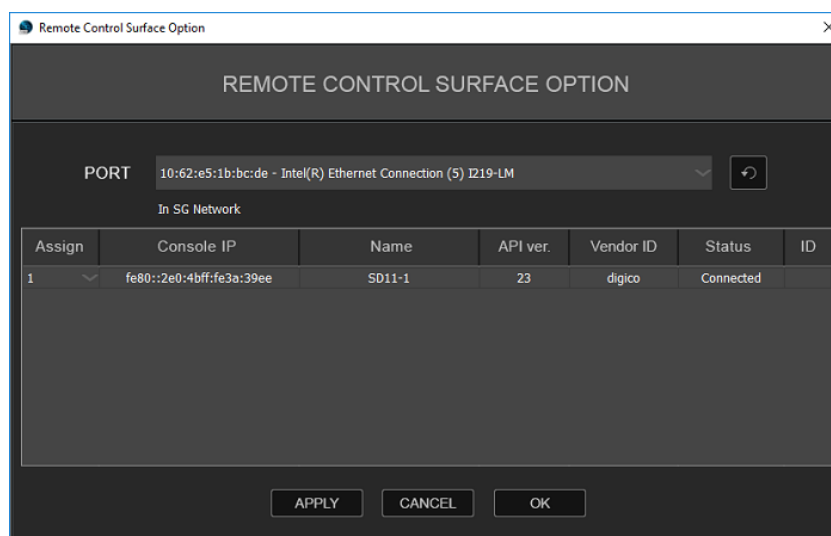 Remote Control Surface Option
REMOTE CONTROL SURFACE OPTION
PORT 10:62:e5:1b:bc:de - Intel(R) Ethernet Connection (5) I219-LM
In SG Network
Assign Console IP Name API ver. Vendor ID Status ID
1 fe80::2e0:4bff:fe3a:39ee SD11-1 23 digico Connected
APPLY CANCEL OK